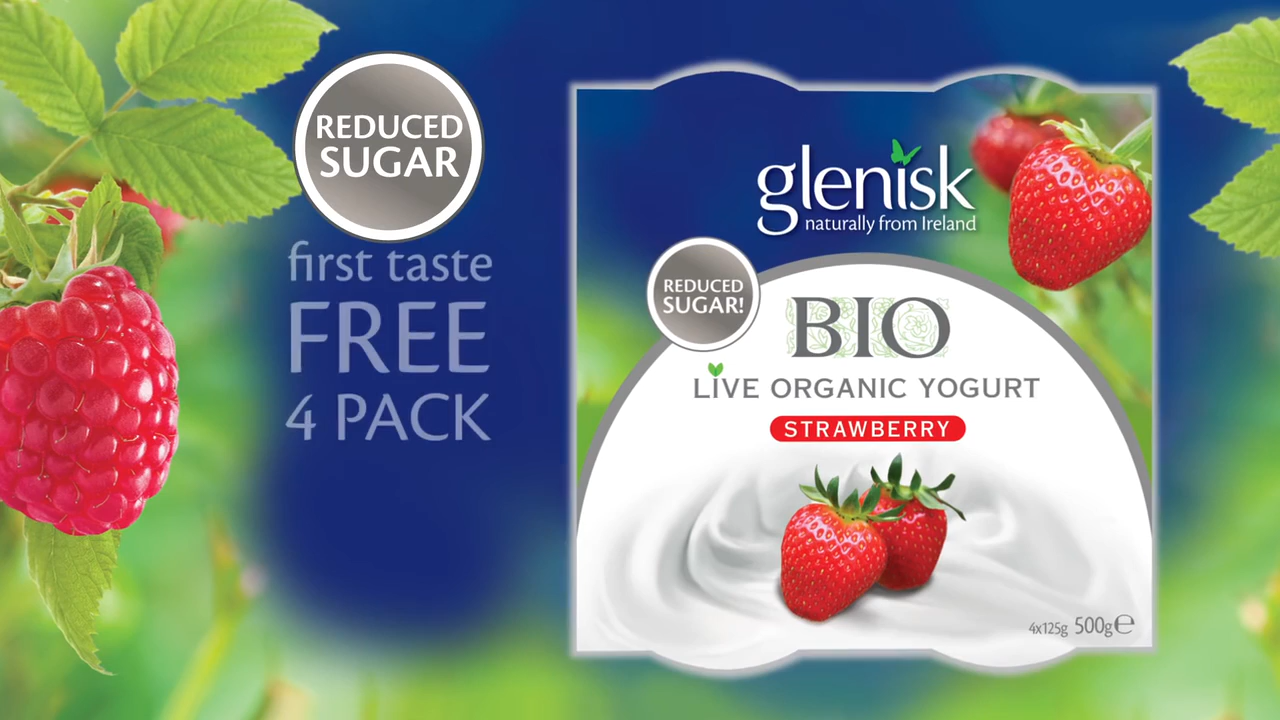 REDUCED
SUGAR
first taste
FREE
4 PACK
glenisk
naturally from Ireland
REDUCED
SUGAR!
BIO
LIVE ORGANIC YOGURT
STRAWBERRY
4x125g 500g℮